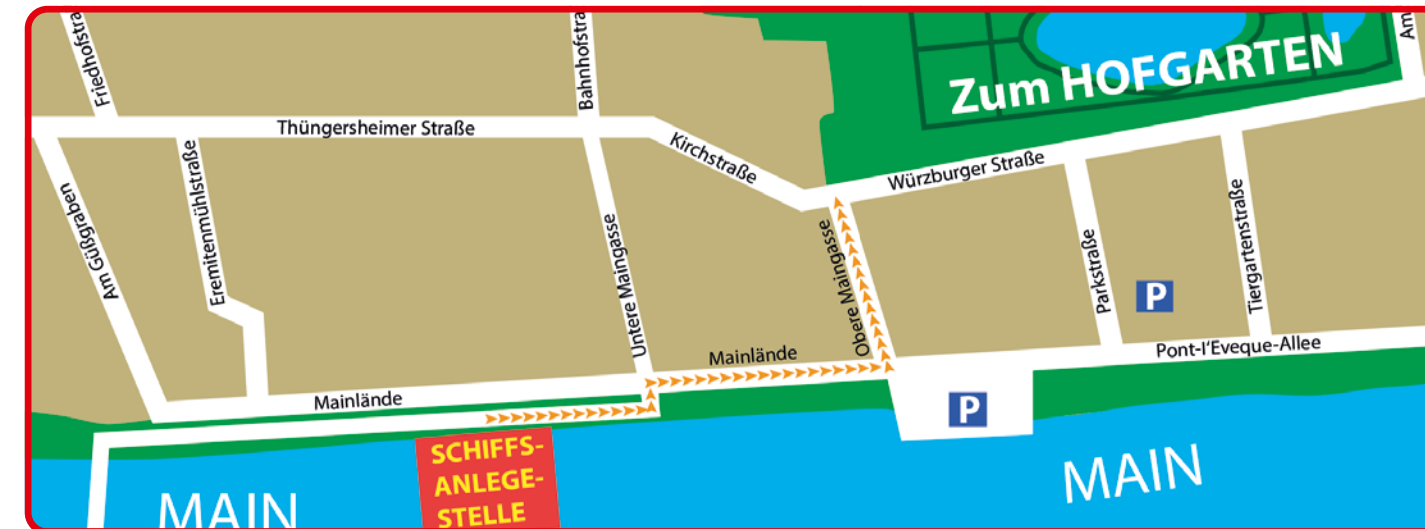 Friedhofstra
Bahnhofstra
Am
Zum HOFGARTEN
Thüngersheimer Straße
Kirchstraße
Würzburger Straße
Am Güßgraben
Eremitenmühlstraße
Untere Maingasse
Obere Maingasse
Parkstraße
P
Tiergartenstraße
Mainlände
Pont-l'Eveque-Allee
Mainlände
P
SCHIFFS-
ANLEGE-
STELLE
MAIN
MAIN